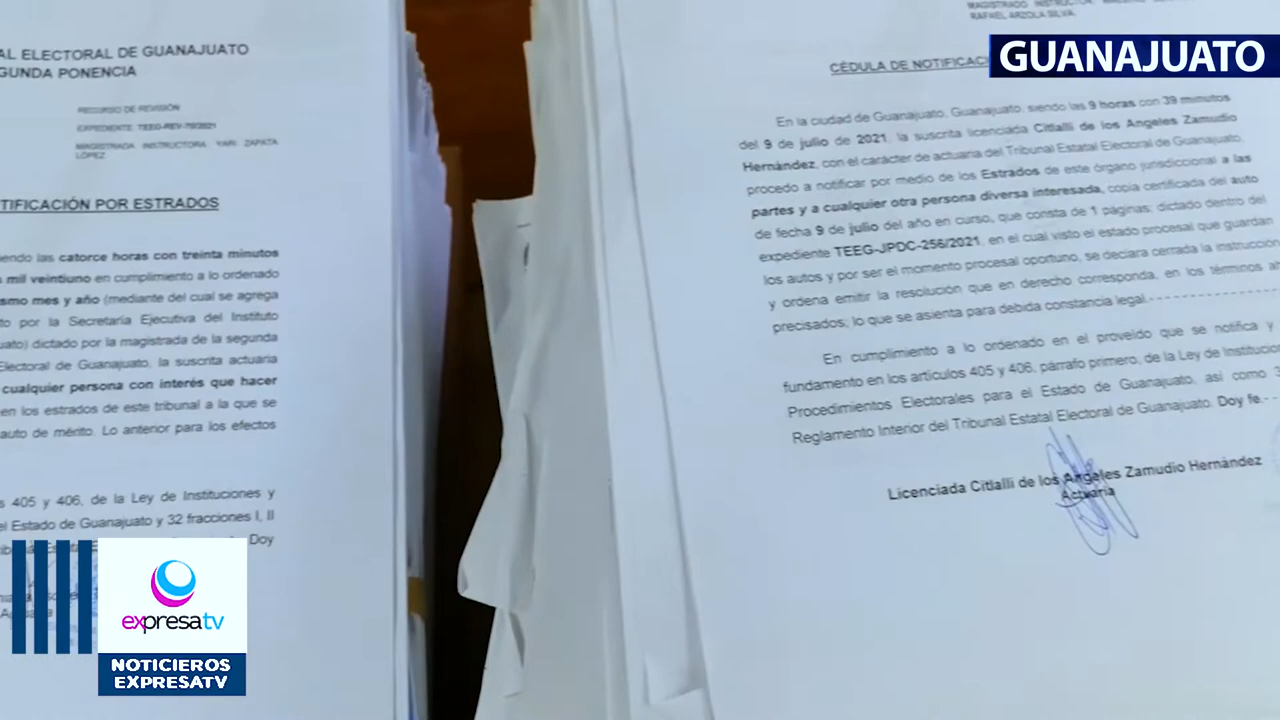 AL ELECTORAL DE GUANAJUATO
GUNDA PONENCIA
RECURSO DE REVISIÓN
EXPEDIENTE: TEEG-REV-70/2021
MAGISTRADA INSTRUCTORA YARI ZAPATA
LÓPEZ
TIFICACIÓN POR ESTRADOS
endo las catorce horas con treinta minutos
mil veintiuno en cumplimiento a lo ordenado
smo mes y año (mediante del cual se agrega
to por la Secretaría Ejecutiva del Instituto
uato) dictado por la magistrada de la segunda
Electoral de Guanajuato, la suscrita actuaria
cualquier persona con interés que hacer
en los estrados de este tribunal a la que se
auto de mérito. Lo anterior para los efectos
s 405 y 406, de la Ley de Instituciones y
el Estado de Guanajuato y 32 fracciones I, II
Doy
RAFAEL ARZOLA SILVA.
CÉDULA DE NOTIFICACI
En la ciudad de Guanajuato, Guanajuato, siendo las 9 horas con 39 minutos
del 9 de julio de 2021, la suscrita licenciada Citlalli de los Angeles Zamudio
Hernández, con el carácter de actuaria del Tribunal Estatal Electoral de Guanajuato,
procedo a notificar por medio de los Estrados de este órgano jurisdiccional a las
partes y a cualquier otra persona diversa interesada, copia certificada del auto
de fecha 9 de julio del año en curso, que consta de 1 páginas; dictado dentro del
expediente TEEG-JPDC-256/2021, en el cual visto el estado procesal que guardan
los autos y por ser el momento procesal oportuno, se declara cerrada la instrucción
y ordena emitir la resolución que en derecho corresponda, en los términos a
precisados; lo que se asienta para debida constancia legal.- - - - - - - - - - - - -
En cumplimiento a lo ordenado en el proveído que se notifica y
fundamento en los artículos 405 y 406, párrafo primero, de la Ley de Institucio
Procedimientos Electorales para el Estado de Guanajuato, así como 3
Reglamento Interior del Tribunal Estatal Electoral de Guanajuato. Doy fe.- -
Licenciada Citlalli de los Angeles Zamudio Hernández
Actuaria
GUANAJUATO
expresatv
NOTICIEROS
EXPRESATV